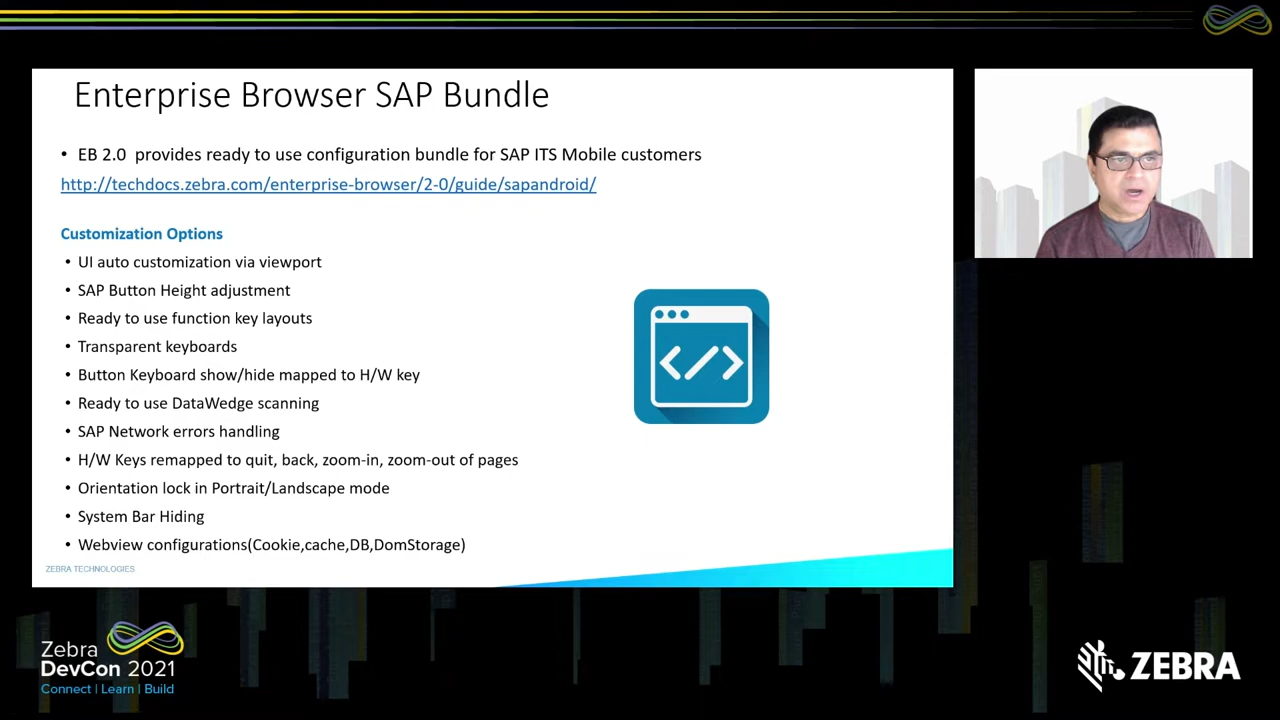 Enterprise Browser SAP Bundle
• EB 2.0 provides ready to use configuration bundle for SAP ITS Mobile customers
http://techdocs.zebra.com/enterprise-browser/2-0/guide/sapandroid/
Customization Options
• UI auto customization via viewport
• SAP Button Height adjustment
• Ready to use function key layouts
• Transparent keyboards
• Button Keyboard show/hide mapped to H/W key
• Ready to use DataWedge scanning
• SAP Network errors handling
• H/W Keys remapped to quit, back, zoom-in, zoom-out of pages
• Orientation lock in Portrait/Landscape mode
• System Bar Hiding
• Webview configurations(Cookie,cache,DB,DomStorage)
ZEBRA TECHNOLOGIES
Zebra
DevCon 2021
Connect | Learn | Build
ZEBRA